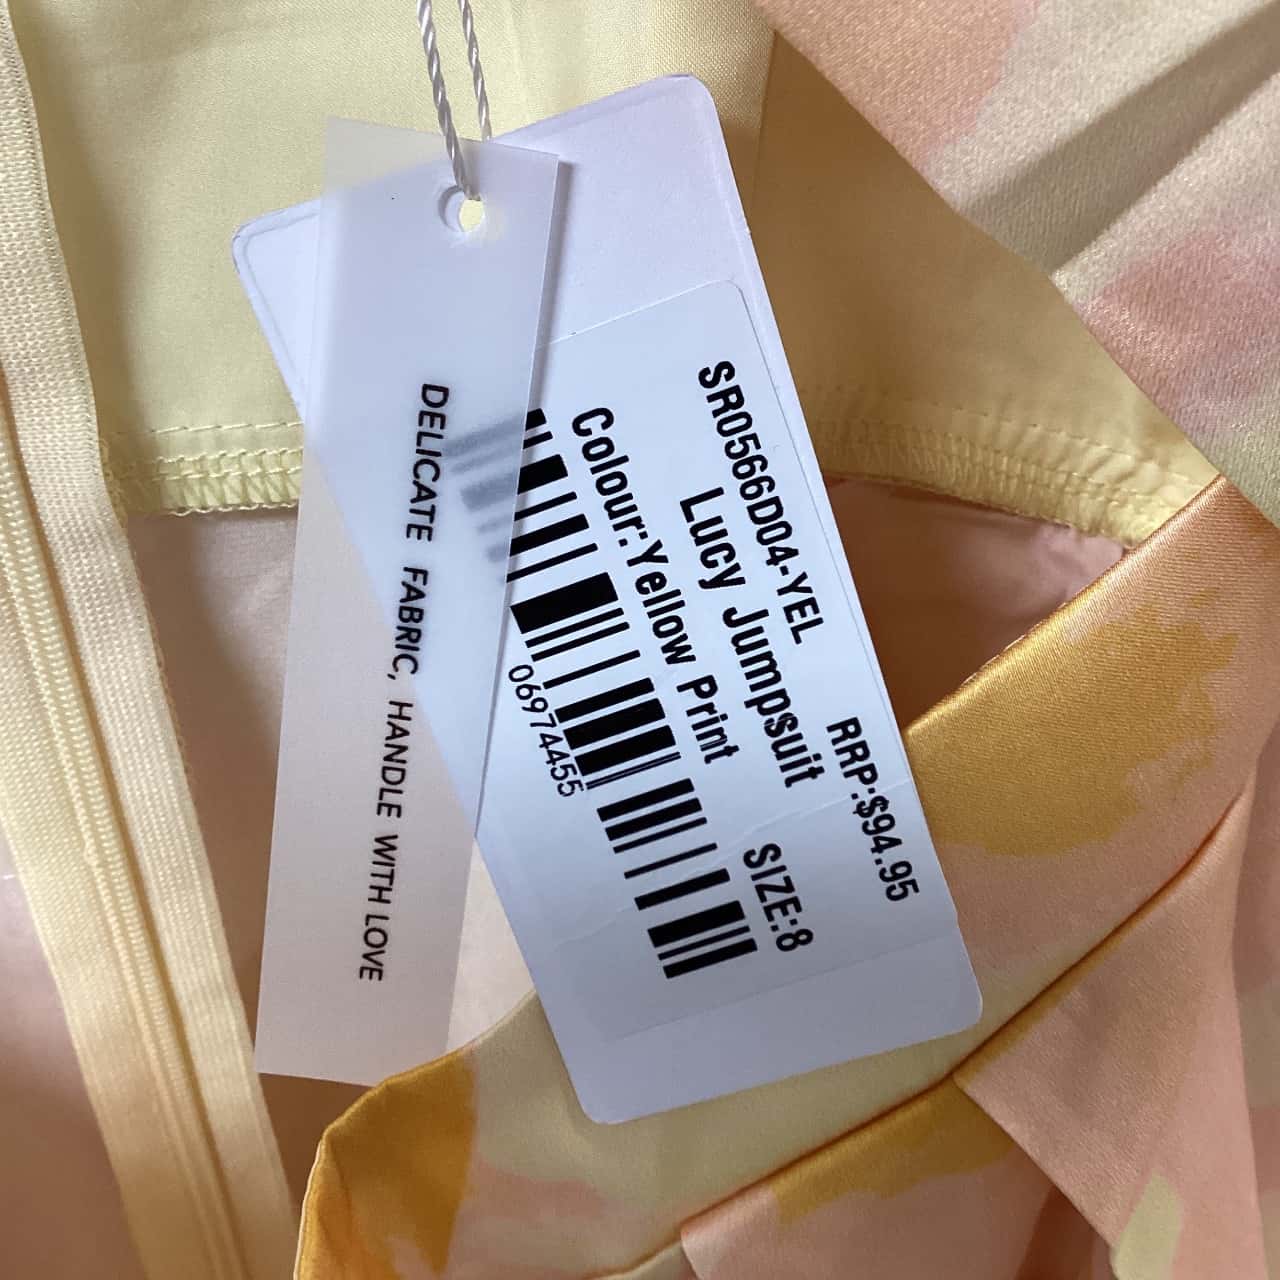 SR0566D04-YEL
RRP:$94.95
Lucy Jumpsuit
Colour:Yellow Print
SIZE:8
06974455
DELICATE FABRIC, HANDLE WITH LOVE